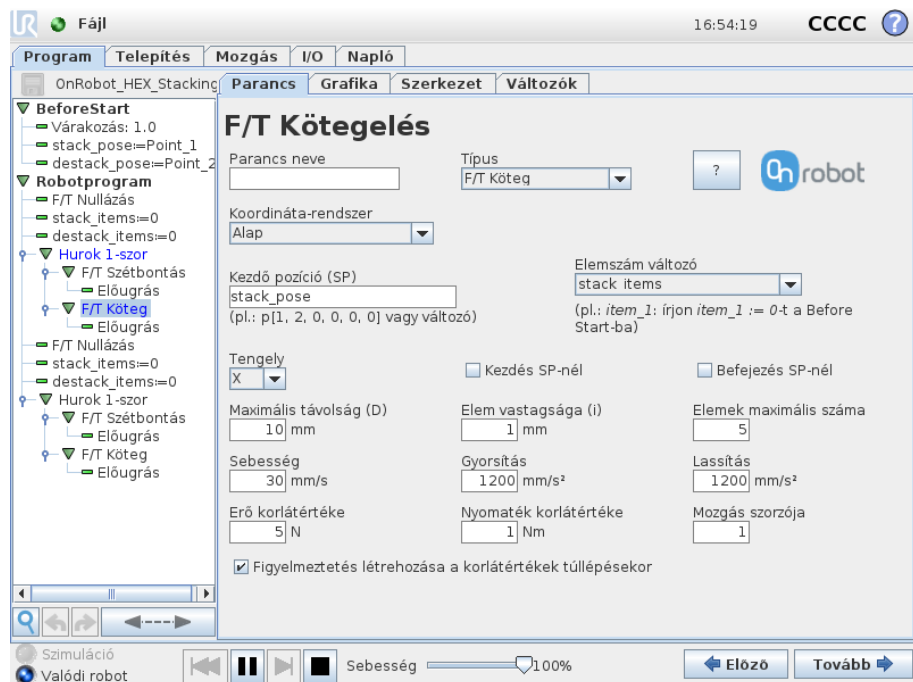 Fájl
16:54:19
CCCC
?
Program
Telepítés
Mozgás
I/O
Napló
OnRobot_HEX_Stacking
Parancs
Grafika
Szerkezet
Változók
BeforeStart
Várakozás: 1.0
stack_pose≔Point_1
destack_pose≔Point_2
Robotprogram
F/T Nullázás
stack_items≔0
destack_items≔0
Hurok 1-szor
F/T Szétbontás
Előugrás
F/T Köteg
Előugrás
F/T Nullázás
stack_items≔0
destack_items≔0
Hurok 1-szor
F/T Szétbontás
Előugrás
F/T Köteg
Előugrás
F/T Kötegelés
Parancs neve
Típus
F/T Köteg
?
On robot
Koordináta-rendszer
Alap
Kezdő pozíció (SP)
stack_pose
(pl.: p[1, 2, 0, 0, 0, 0] vagy változó)
Elemszám változó
stack items
(pl.: item_1: írjon item_1 := 0-t a Before
Start-ba)
Tengely
X
Kezdés SP-nél
Befejezés SP-nél
Maximális távolság (D)
Elem vastagsága (i)
Elemek maximális száma
10 mm
1 mm
5
Sebesség
Gyorsítás
Lassítás
30 mm/s
1200 mm/s²
1200 mm/s²
Erő korlátértéke
Nyomaték korlátértéke
Mozgás szorzója
5 N
1 Nm
1
Figyelmeztetés létrehozása a korlátértékek túllépésekor
Szimuláció
Valódi robot
Sebesség
100%
Előző
Tovább